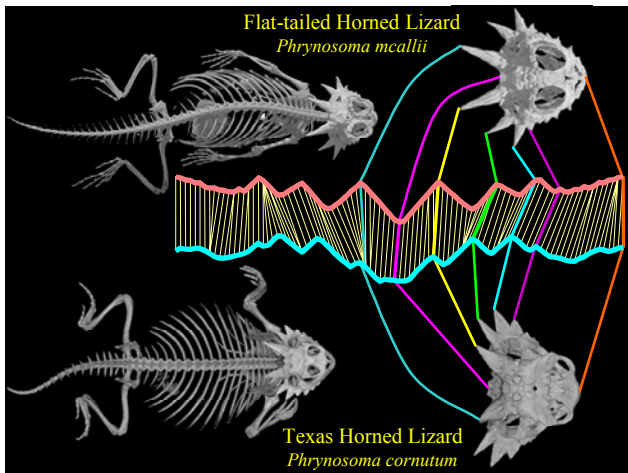 Flat-tailed Horned Lizard
Phrynosoma mcallii
Texas Horned Lizard
Phrynosoma cornutum